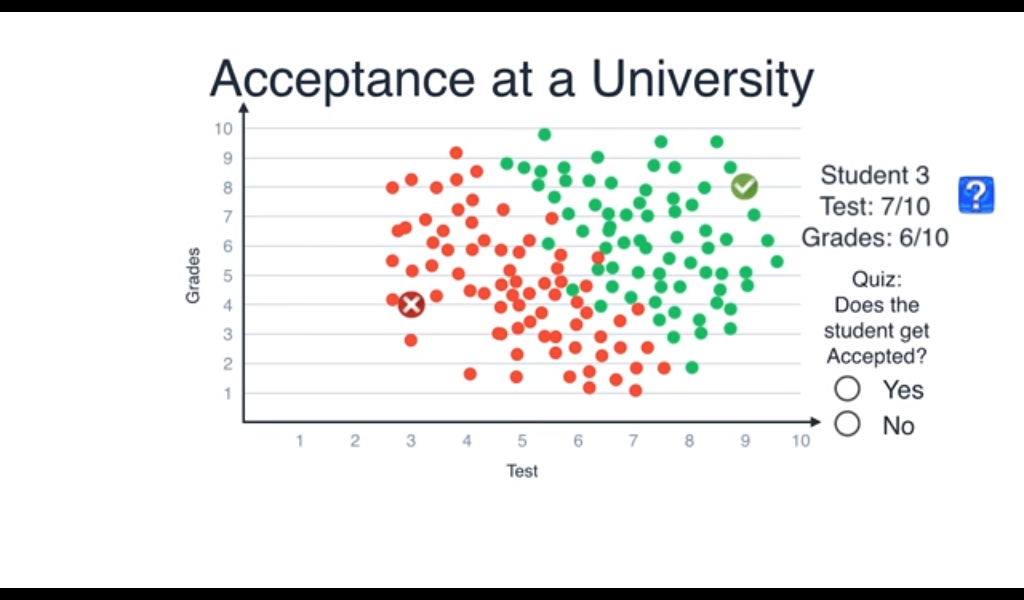 Acceptance at a University
10
9
8
7
6
5
4
3
2
1
Grades
1 2 3 4 5 6 7 8 9 10
Test
Student 3
Test: 7/10
Grades: 6/10
?
Quiz:
Does the
student get
Accepted?
Yes
No